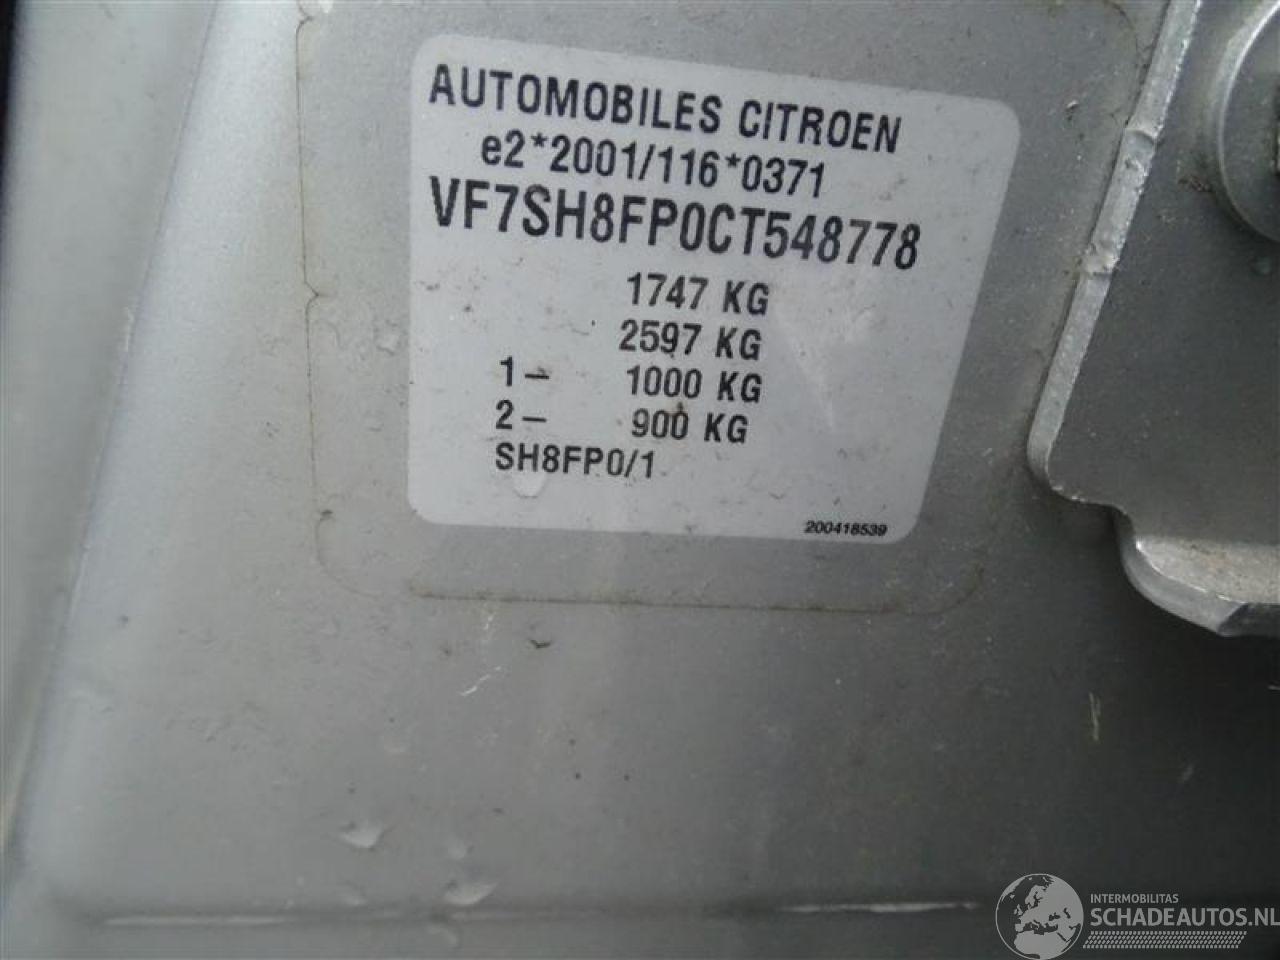 AUTOMOBILES CITROEN
e2*2001/116*0371
VF7SH8FP0CT548778
1747 KG
2597 KG
1- 1000 KG
2- 900 KG
SH8FP0/1
200418539
INTERMOBILITAS
SCHADEAUTOS.NL